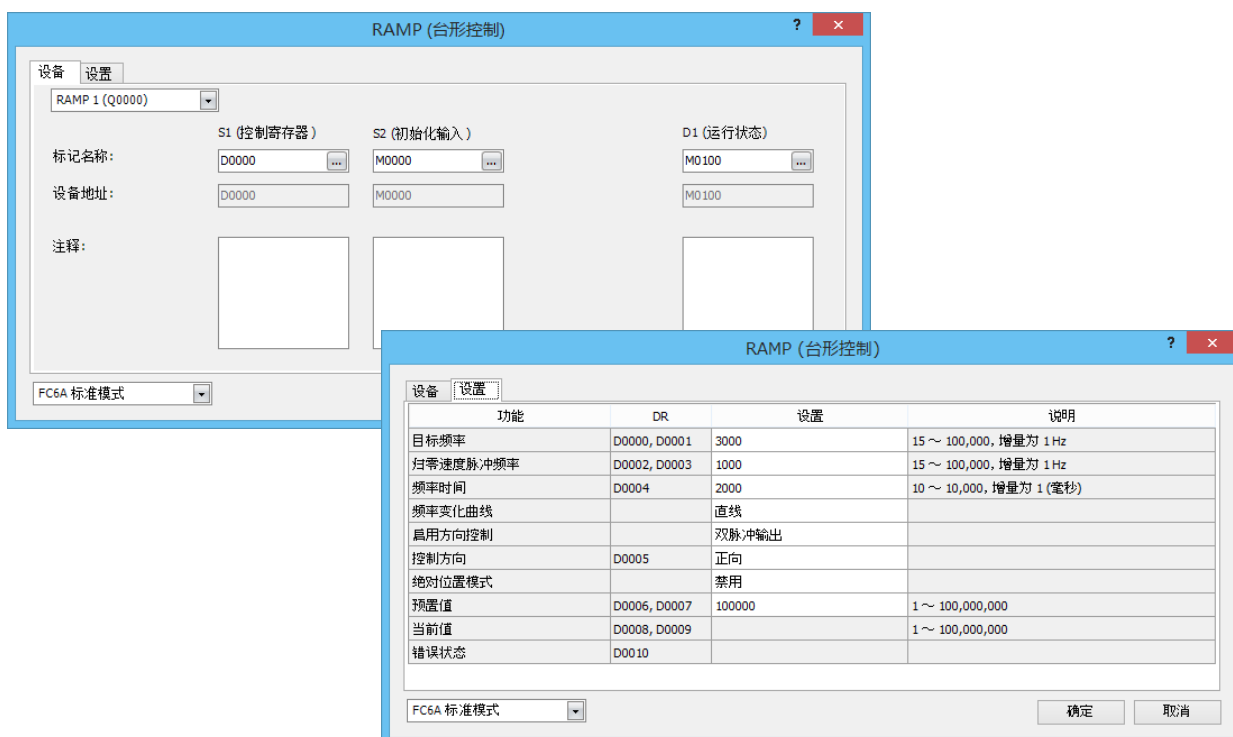 RAMP (台形控制)
? ×
设备 设置
RAMP 1 (Q0000)
S1 (控制寄存器) S2 (初始化输入) D1 (运行状态)
标记名称: D0000 ... M0000 ... M0100 ...
设备地址: D0000 M0000 M0100
注释:
FC6A 标准模式
RAMP (台形控制)
? ×
设备 设置
功能 DR 设置 说明
目标频率 D0000, D0001 3000 15 ~ 100,000, 增量为 1 Hz
归零速度脉冲频率 D0002, D0003 1000 15 ~ 100,000, 增量为 1 Hz
频率时间 D0004 2000 10 ~ 10,000, 增量为 1 (毫秒)
频率变化曲线 直线
启用方向控制 双脉冲输出
控制方向 D0005 正向
绝对位置模式 禁用
预置值 D0006, D0007 100000 1 ~ 100,000,000
当前值 D0008, D0009 1 ~ 100,000,000
错误状态 D0010
FC6A 标准模式 确定 取消